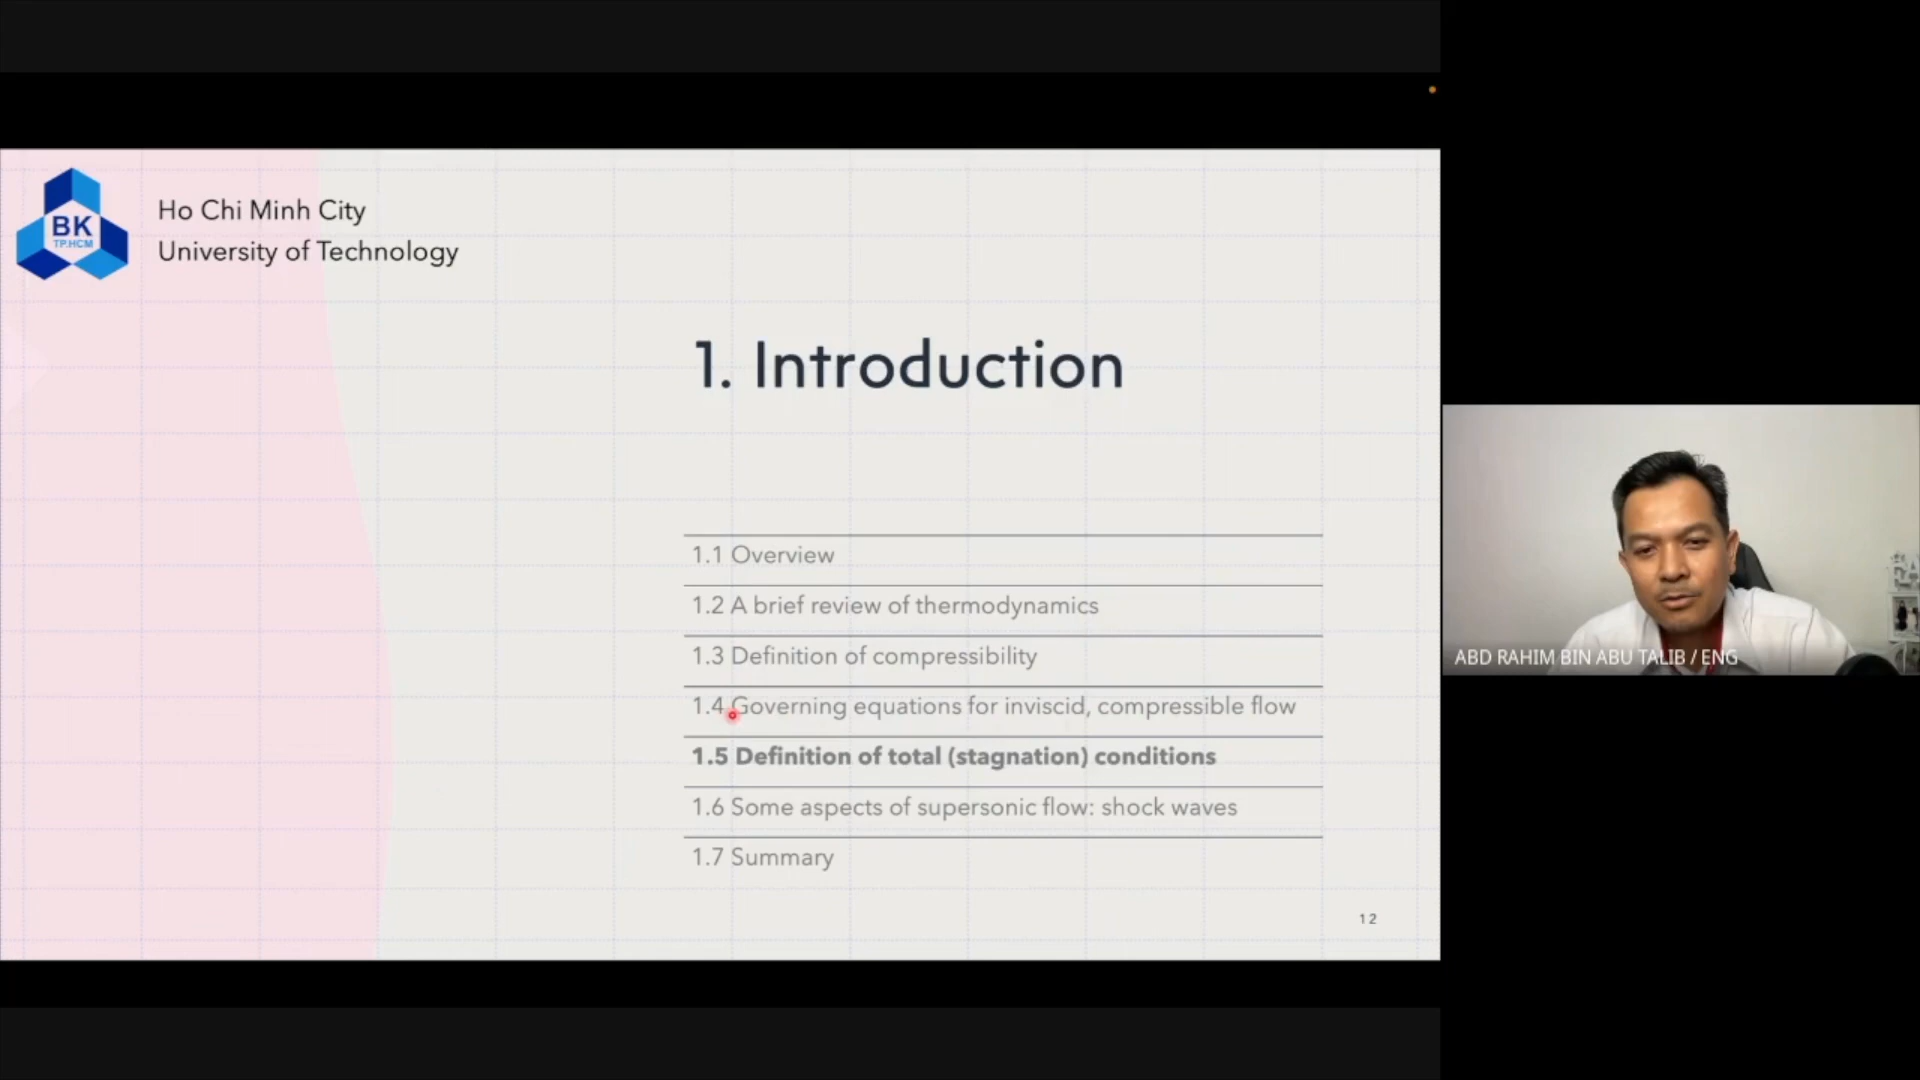 BK
TP.HCM
Ho Chi Minh City
University of Technology
1. Introduction
1.1 Overview
1.2 A brief review of thermodynamics
1.3 Definition of compressibility
1.4 Governing equations for inviscid, compressible flow
1.5 Definition of total (stagnation) conditions
1.6 Some aspects of supersonic flow: shock waves
1.7 Summary
12
ABD RAHIM BIN ABU TALIB / ENG